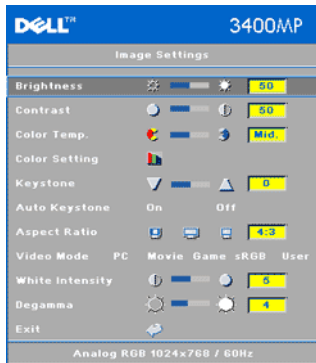 DELL™ 3400MP
Image Settings
Brightness 50
Contrast 50
Color Temp. Mid.
Color Setting
Keystone 0
Auto Keystone On Off
Aspect Ratio 4:3
Video Mode PC Movie Game sRGB User
White Intensity 5
Degamma 4
Exit
Analog RGB 1024x768 / 60Hz